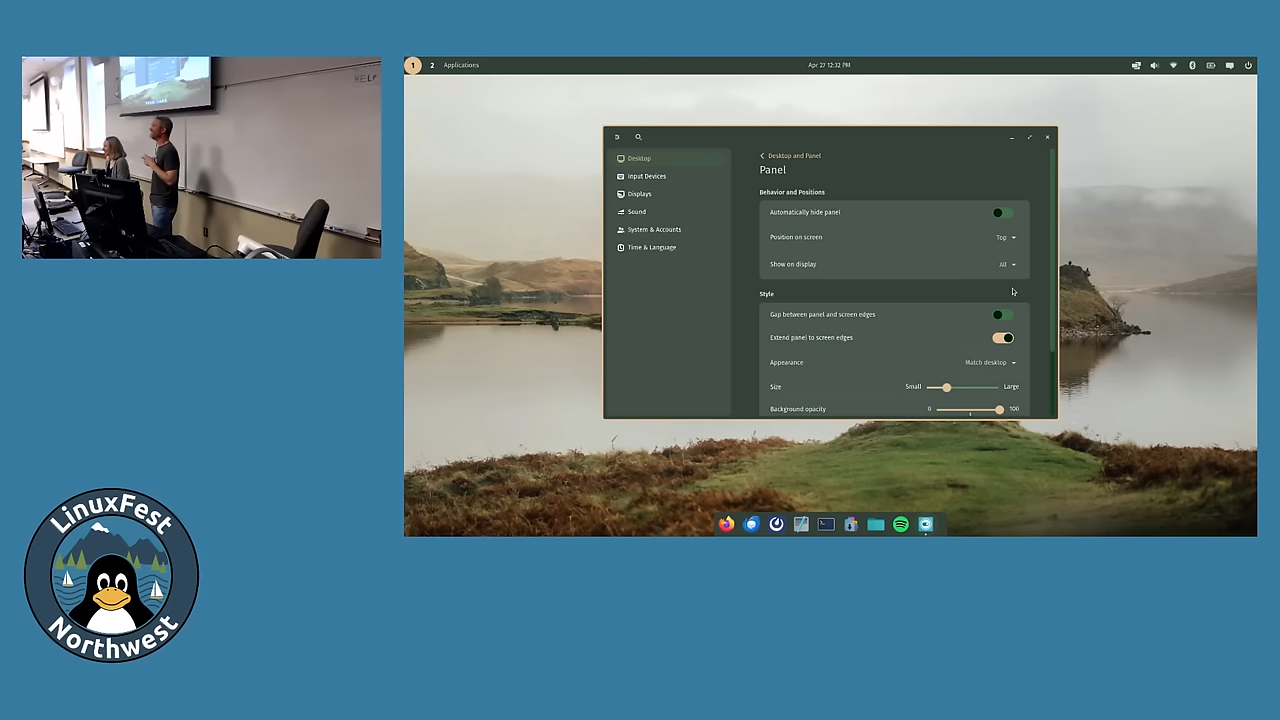 HEL
1 2 Applications Apr 27 12:32 PM
Desktop
Input Devices
Displays
Sound
System & Accounts
Time & Language
Desktop and Panel
Panel
Behavior and Positions
Automatically hide panel
Position on screen Top
Show on display All
Style
Gap between panel and screen edges
Extend panel to screen edges
Appearance Match desktop
Size Small Large
Background opacity 0 100
LinuxFest
Northwest